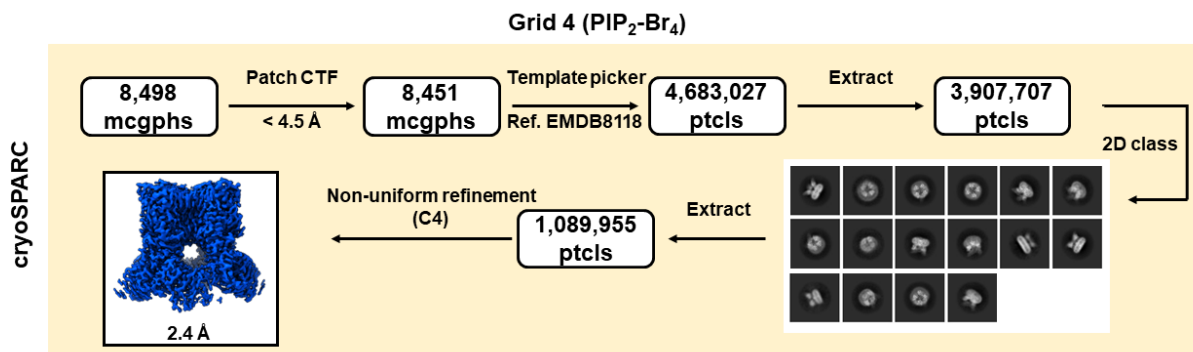 Grid 4 (PIP₂-Br₄)
cryoSPARC
8,498
mcgphs
Patch CTF
< 4.5 Å
8,451
mcgphs
Template picker
Ref. EMDB8118
4,683,027
ptcls
Extract
3,907,707
ptcls
2D class
Extract
1,089,955
ptcls
Non-uniform refinement
(C4)
2.4 Å